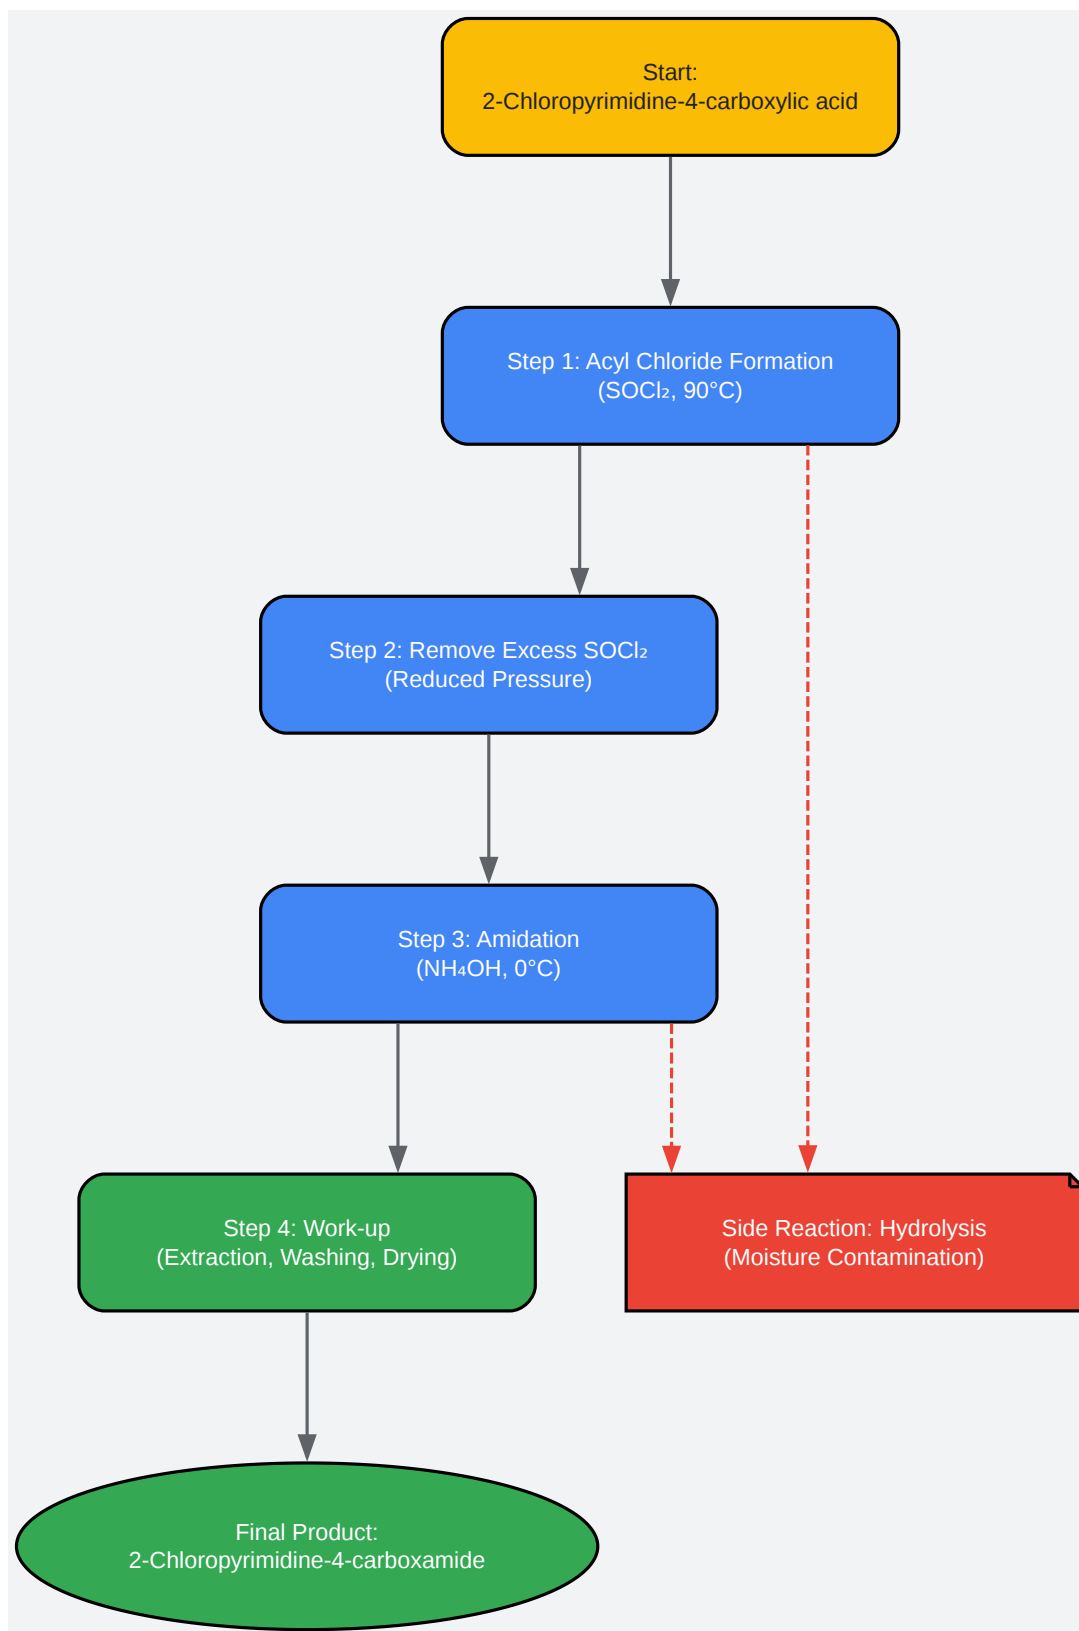 Start:
2-Chloropyrimidine-4-carboxylic acid
Step 1: Acyl Chloride Formation
(SOCl₂, 90°C)
Step 2: Remove Excess SOCl₂
(Reduced Pressure)
Step 3: Amidation
(NH₄OH, 0°C)
Step 4: Work-up
(Extraction, Washing, Drying)
Side Reaction: Hydrolysis
(Moisture Contamination)
Final Product:
2-Chloropyrimidine-4-carboxamide